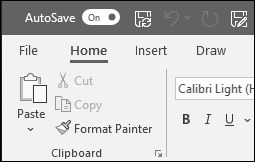 AutoSave On
File Home Insert Draw
Cut
Copy
Paste
Format Painter
Clipboard
Calibri Light (H
B I U